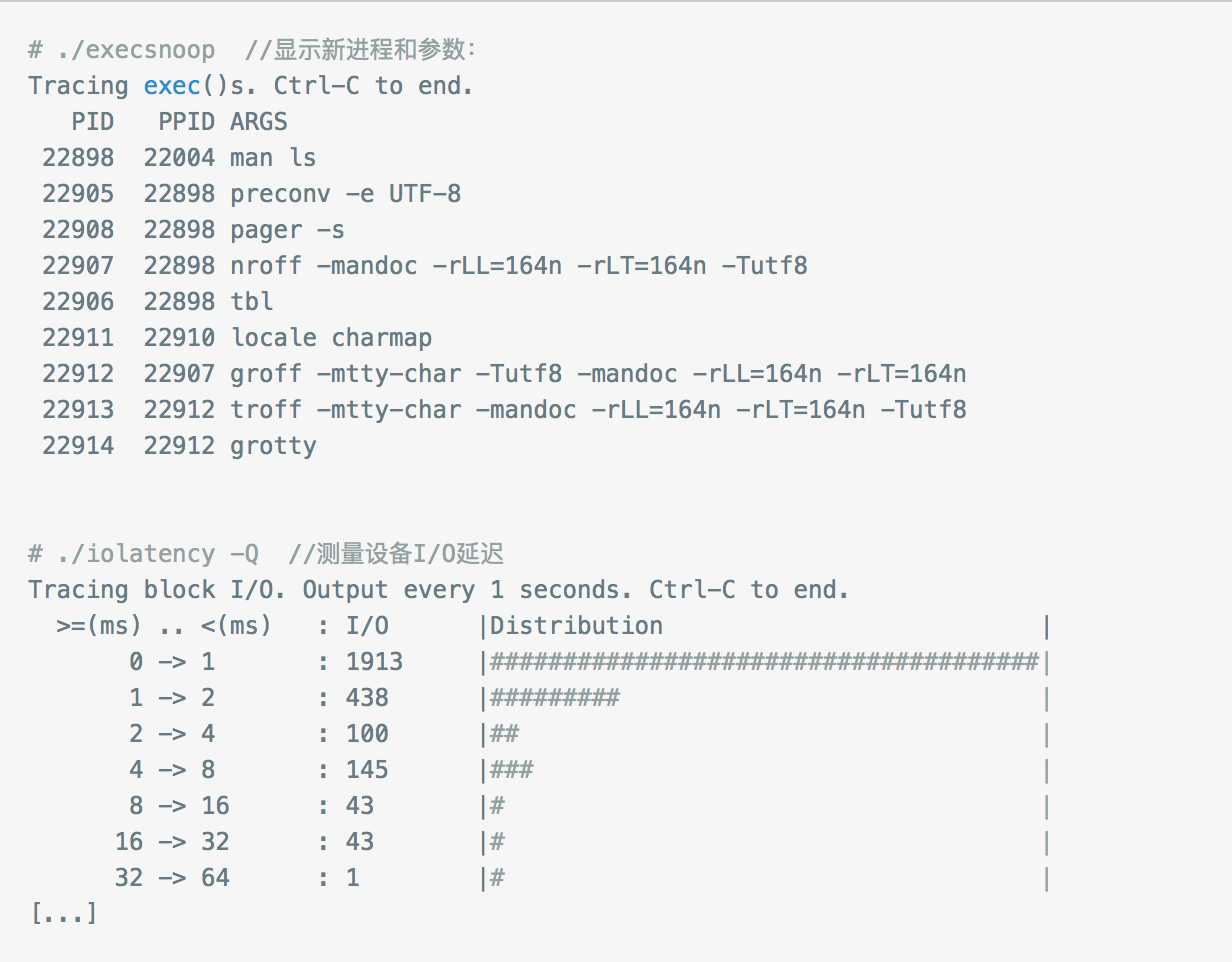 # ./execsnoop  //显示新进程和参数：
Tracing exec()s. Ctrl-C to end.
   PID   PPID ARGS
 22898  22004 man ls
 22905  22898 preconv -e UTF-8
 22908  22898 pager -s
 22907  22898 nroff -mandoc -rLL=164n -rLT=164n -Tutf8
 22906  22898 tbl
 22911  22910 locale charmap
 22912  22907 groff -mtty-char -Tutf8 -mandoc -rLL=164n -rLT=164n
 22913  22912 troff -mtty-char -mandoc -rLL=164n -rLT=164n -Tutf8
 22914  22912 grotty
# ./iolatency -Q  //测量设备I/O延迟
Tracing block I/O. Output every 1 seconds. Ctrl-C to end.
  >=(ms) .. <(ms)   : I/O      |Distribution                          |
       0 -> 1       : 1913     |######################################|
       1 -> 2       : 438      |#########                             |
       2 -> 4       : 100      |##                                    |
       4 -> 8       : 145      |###                                   |
       8 -> 16      : 43       |#                                     |
      16 -> 32      : 43       |#                                     |
      32 -> 64      : 1        |#                                     |
[...]